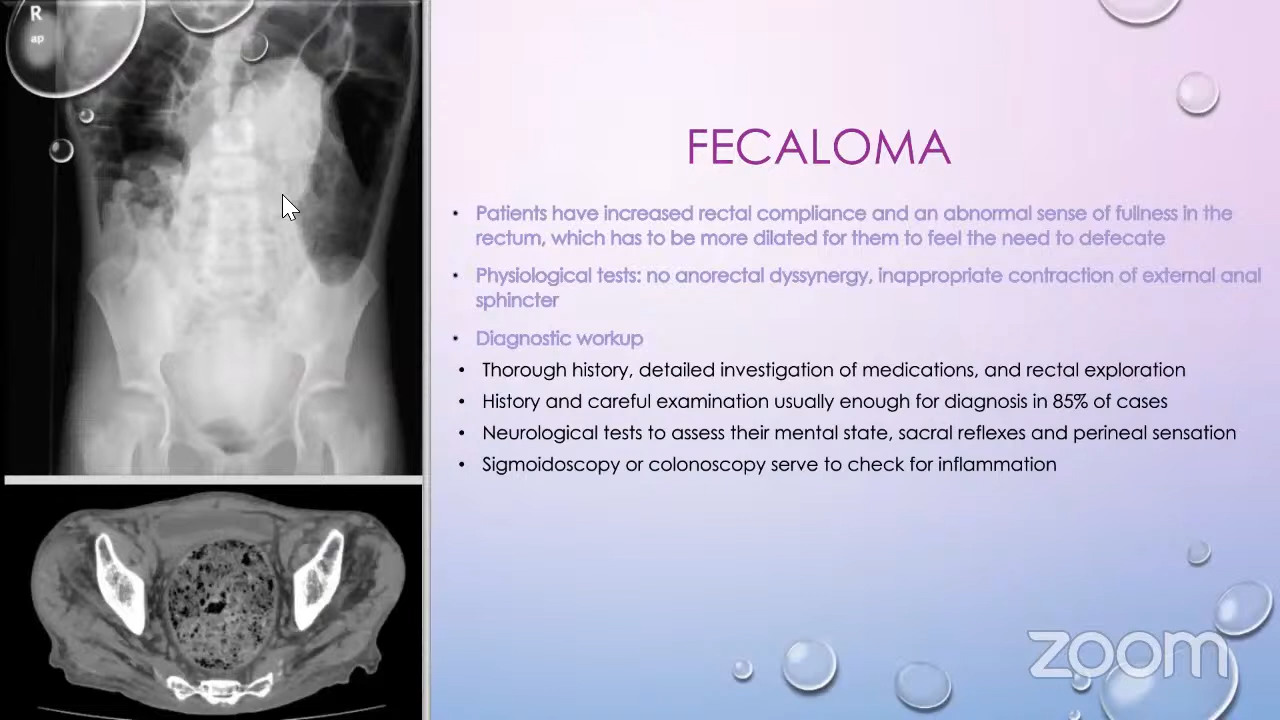 R
ap
FECALOMA
• Patients have increased rectal compliance and an abnormal sense of fullness in the
rectum, which has to be more dilated for them to feel the need to defecate
• Physiological tests: no anorectal dyssynergy, inappropriate contraction of external anal
sphincter
• Diagnostic workup
• Thorough history, detailed investigation of medications, and rectal exploration
• History and careful examination usually enough for diagnosis in 85% of cases
• Neurological tests to assess their mental state, sacral reflexes and perineal sensation
• Sigmoidoscopy or colonoscopy serve to check for inflammation
zoom